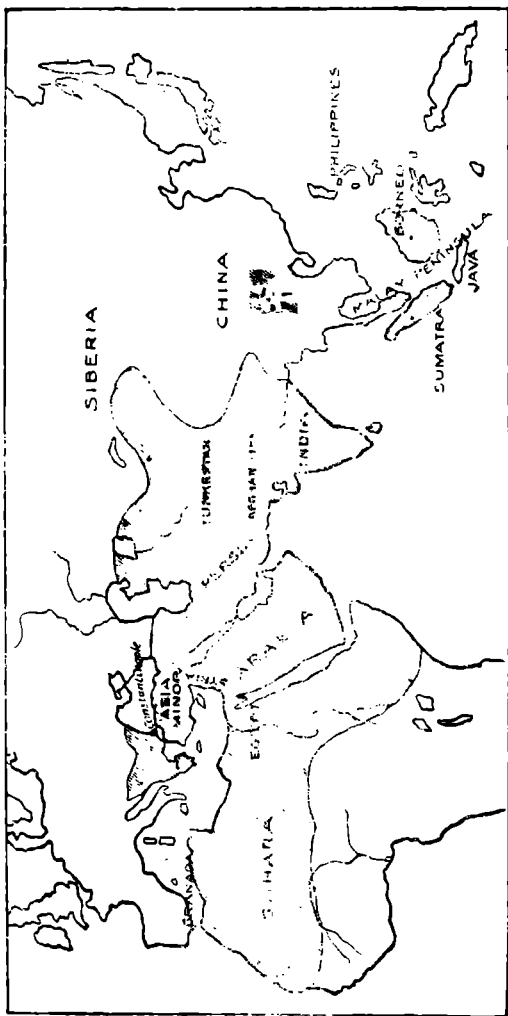 SIBERIA
CHINA
PHILIPPINES
BORNEO
MALAY PENINSULA
SUMATRA
JAVA
INDIA
TURKESTAN
PERSIA
Constantinople
ASIA
MINOR
ARABIA
EGYPT
SAHARA
GRANADA